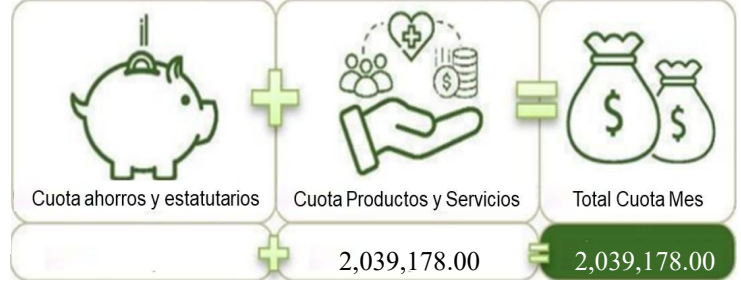 $
$ $
Cuota ahorros y estatutarios Cuota Productos y Servicios Total Cuota Mes
2,039,178.00 2,039,178.00